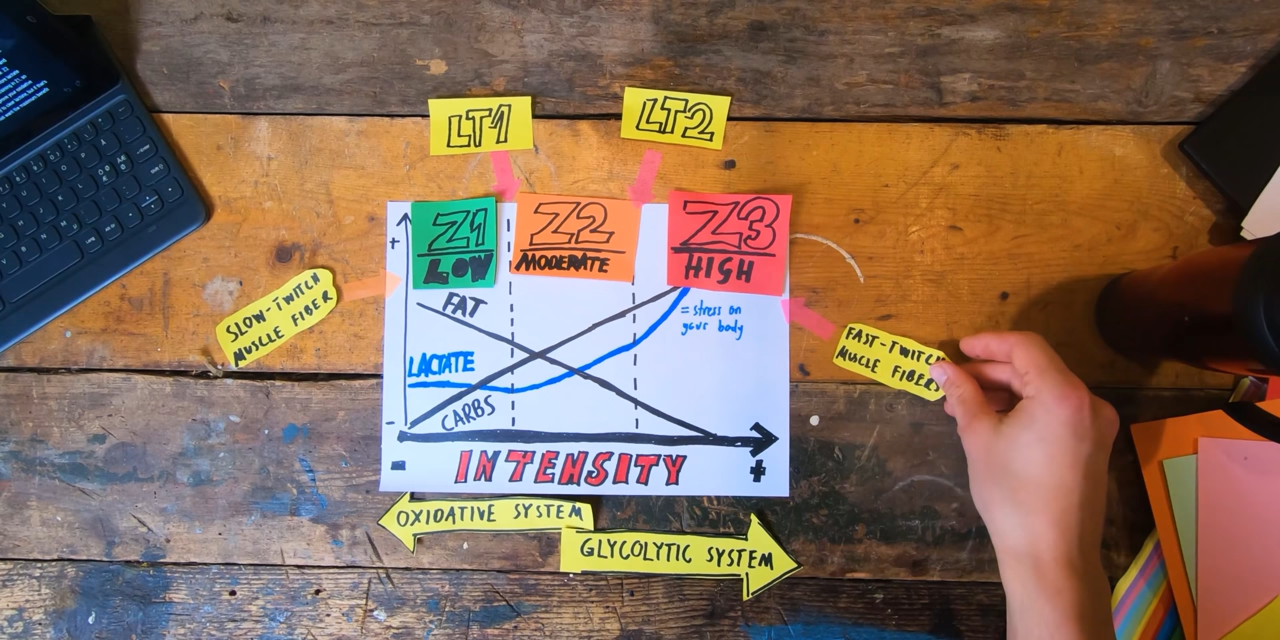 LT1
LT2
Z1
LOW
Z2
MODERATE
Z3
HIGH
+
SLOW-TWITCH
MUSCLE FIBER
FAT
= stress on
your body
FAST-TWITCH
MUSCLE FIBERS
LACTATE
CARBS
-
INTENSITY
- +
OXIDATIVE SYSTEM
GLYCOLYTIC SYSTEM